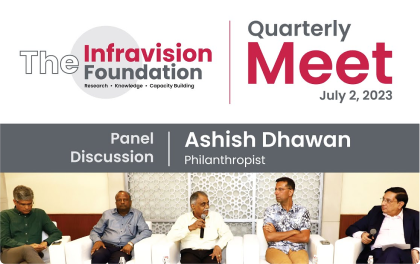 The Infravision
Foundation
Research • Knowledge • Capacity Building
Quarterly
Meet
July 2, 2023
Panel
Discussion
Ashish Dhawan
Philanthropist